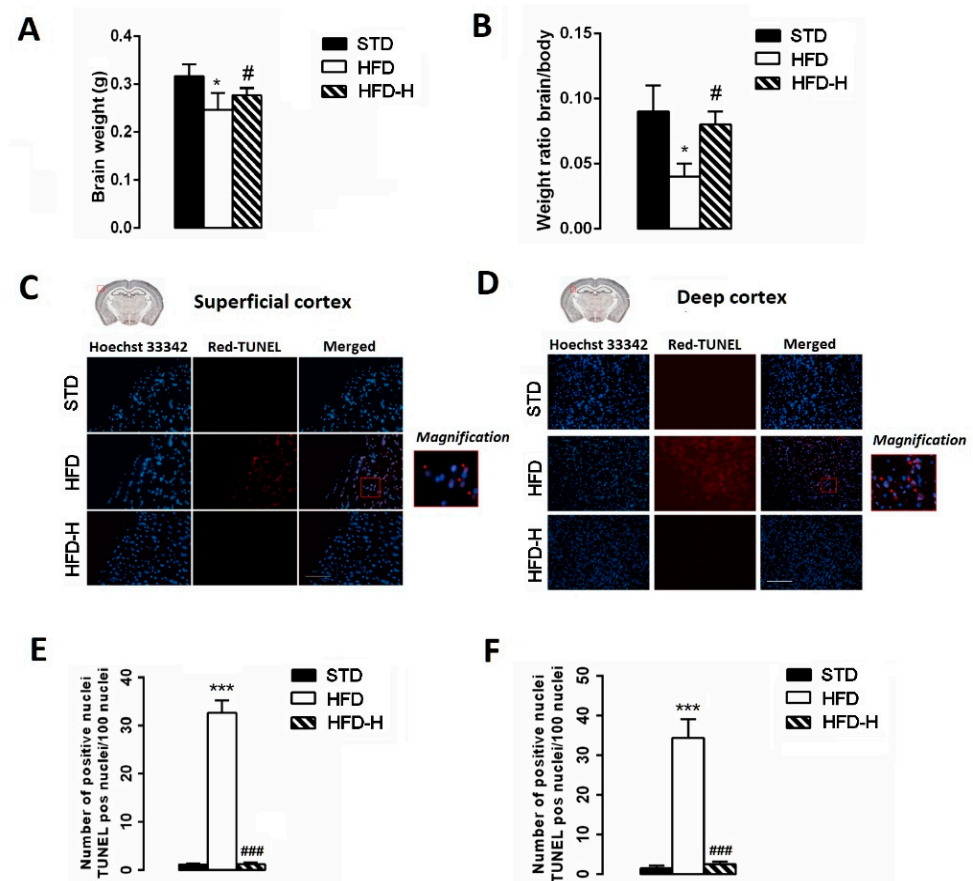 A
Brain weight (g)
0.4
0.3
0.2
0.1
0.0
*
#
STD
HFD
HFD-H
B
Weight ratio brain/body
0.15
0.10
0.05
0.00
*
#
STD
HFD
HFD-H
C
Superficial cortex
Hoechst 33342 Red-TUNEL Merged
STD
HFD
HFD-H
Magnification
D
Deep cortex
Hoechst 33342 Red-TUNEL Merged
STD
HFD
HFD-H
Magnification
E
Number of positive nuclei
TUNEL pos nuclei/100 nuclei
40
30
20
10
0
***
###
STD
HFD
HFD-H
F
Number of positive nuclei
TUNEL pos nuclei/100 nuclei
50
40
30
20
10
0
***
###
STD
HFD
HFD-H